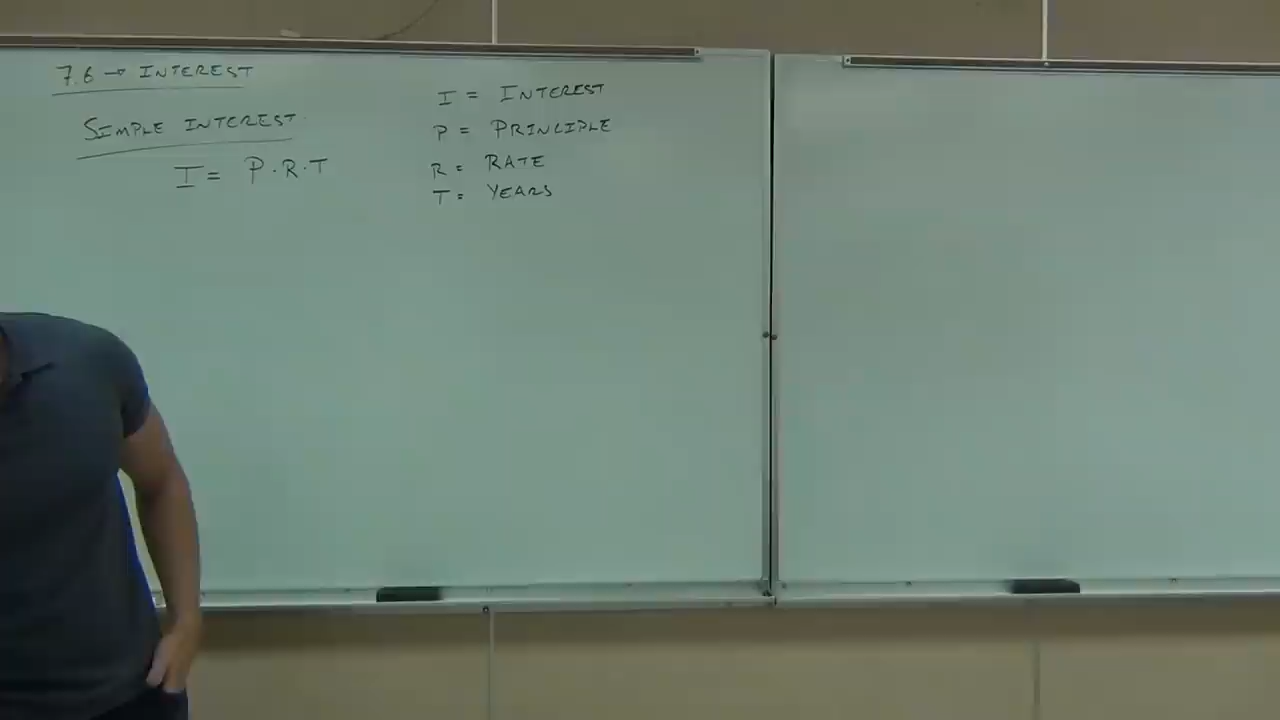 7.6 → INTEREST
SIMPLE INTEREST
I = P·R·T
I = INTEREST
P = PRINCIPLE
R = RATE
T = YEARS